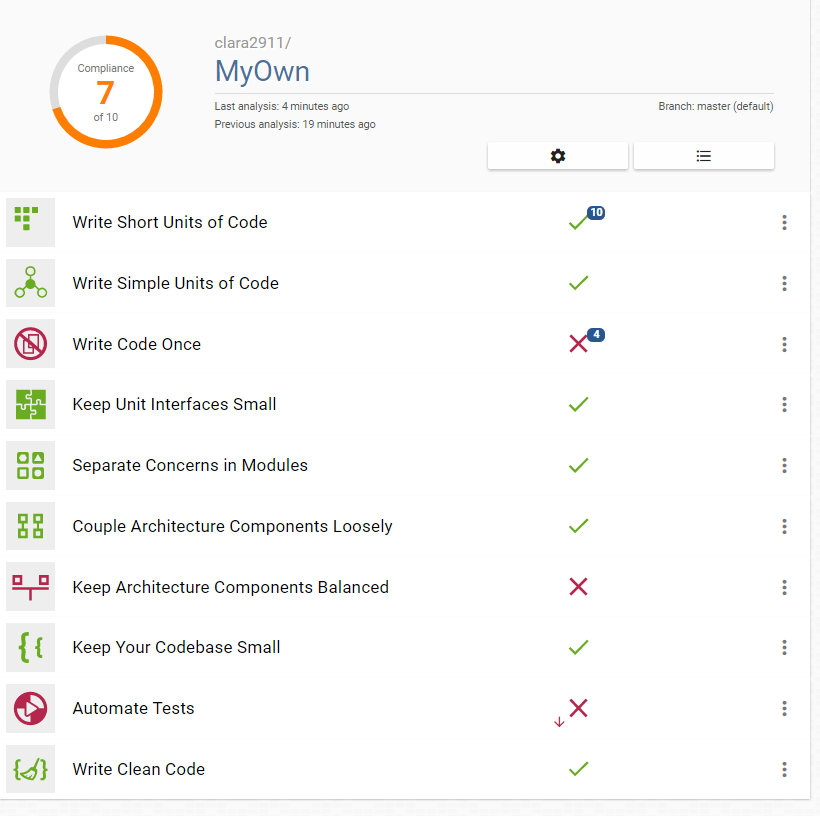 Compliance
7
of 10
clara2911/
MyOwn
Last analysis: 4 minutes ago
Branch: master (default)
Previous analysis: 19 minutes ago
Write Short Units of Code
10
Write Simple Units of Code
Write Code Once
4
Keep Unit Interfaces Small
Separate Concerns in Modules
Couple Architecture Components Loosely
Keep Architecture Components Balanced
Keep Your Codebase Small
Automate Tests
Write Clean Code